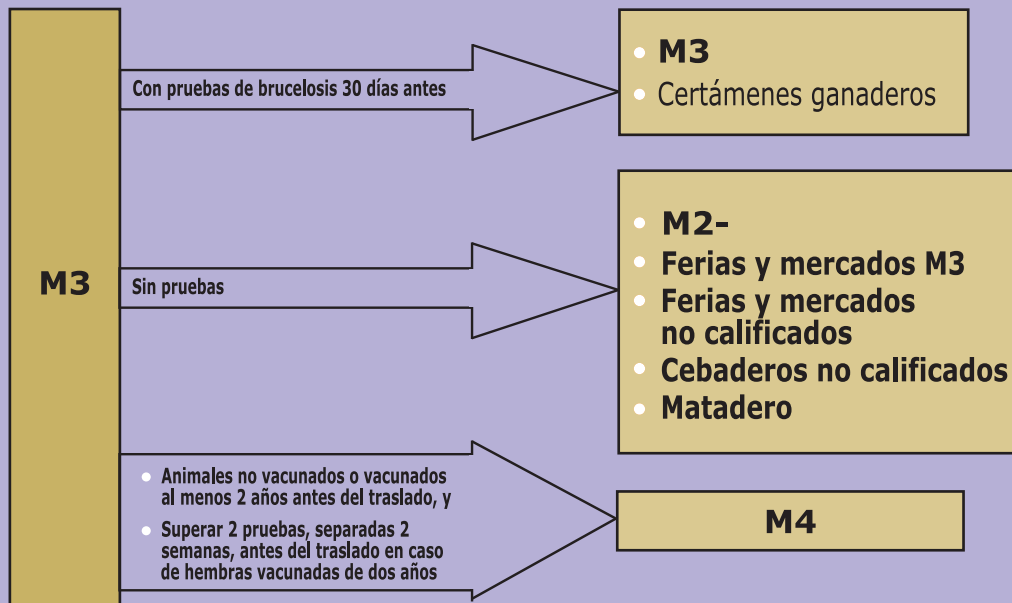 M3
Con pruebas de brucelosis 30 días antes
• M3
• Certámenes ganaderos
Sin pruebas
• M2-
• Ferias y mercados M3
• Ferias y mercados
no calificados
• Cebaderos no calificados
• Matadero
• Animales no vacunados o vacunados
al menos 2 años antes del traslado, y
• Superar 2 pruebas, separadas 2
semanas, antes del traslado en caso
de hembras vacunadas de dos años
M4